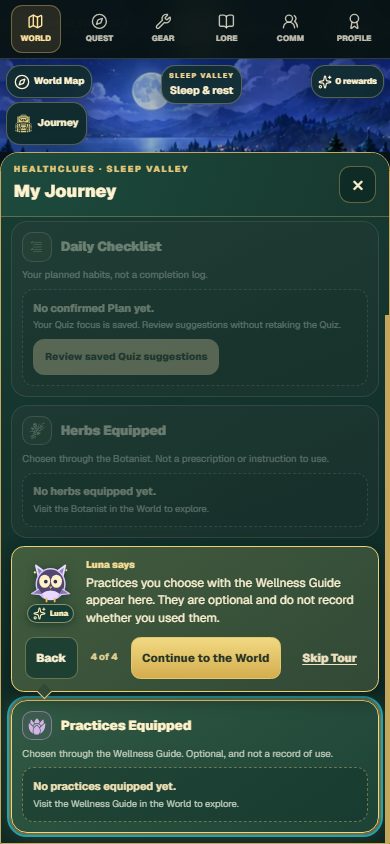 WORLD
QUEST
GEAR
LORE
COMM
PROFILE
World Map
SLEEP VALLEY
Sleep & rest
0 rewards
Journey
HEALTHCLUES · SLEEP VALLEY
My Journey
Daily Checklist
Your planned habits, not a completion log.
No confirmed Plan yet.
Your Quiz focus is saved. Review suggestions without retaking the Quiz.
Review saved Quiz suggestions
Herbs Equipped
Chosen through the Botanist. Not a prescription or instruction to use.
No herbs equipped yet.
Visit the Botanist in the World to explore.
Luna says
Practices you choose with the Wellness Guide
appear here. They are optional and do not record
whether you used them.
Luna
Back
4 of 4
Continue to the World
Skip Tour
Practices Equipped
Chosen through the Wellness Guide. Optional, and not a record of use.
No practices equipped yet.
Visit the Wellness Guide in the World to explore.